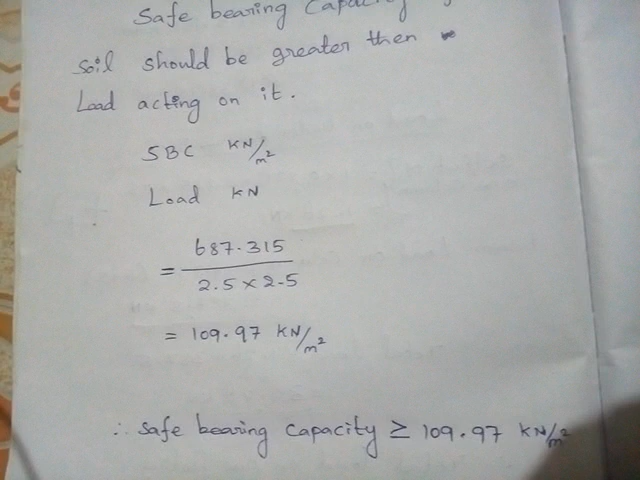 Safe bearing Capacity
Soil should be greater then
Load acting on it.
SBC KN/m²
Load KN
= 687.315 / 2.5 × 2.5
= 109.97 KN/m²
∴ Safe bearing Capacity ≥ 109.97 KN/m²